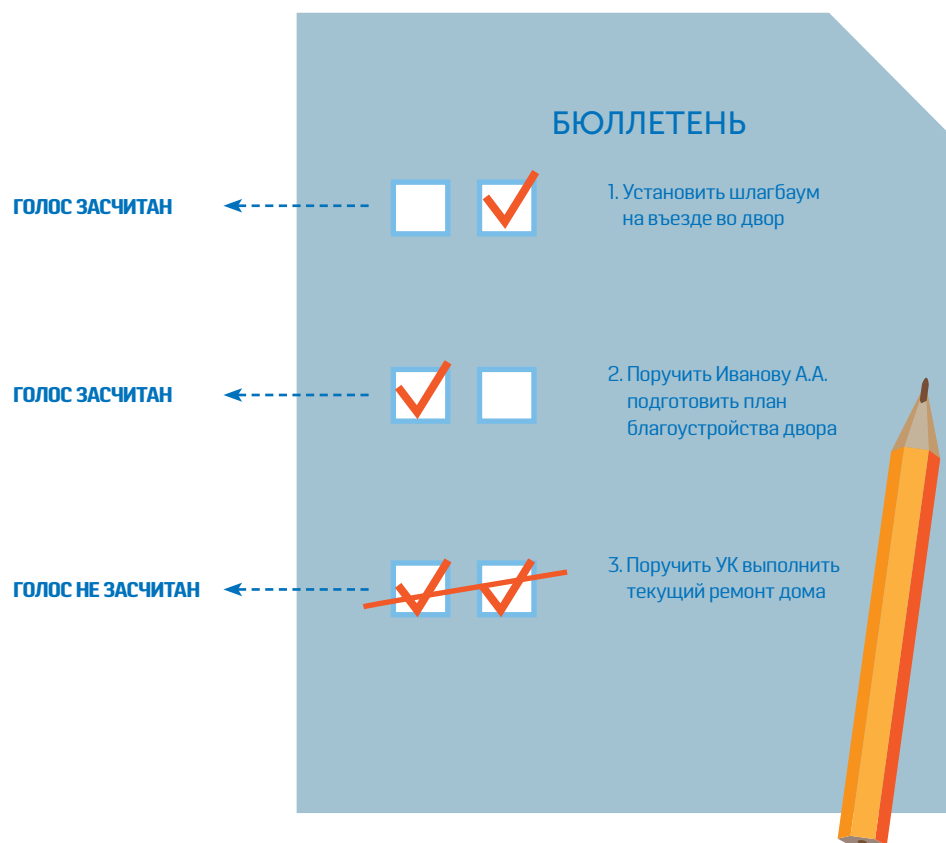 БЮЛЛЕТЕНЬ
ГОЛОС ЗАСЧИТАН
1. Установить шлагбаум
на въезде во двор
ГОЛОС ЗАСЧИТАН
2. Поручить Иванову А.А.
подготовить план
благоустройства двора
ГОЛОС НЕ ЗАСЧИТАН
3. Поручить УК выполнить
текущий ремонт дома